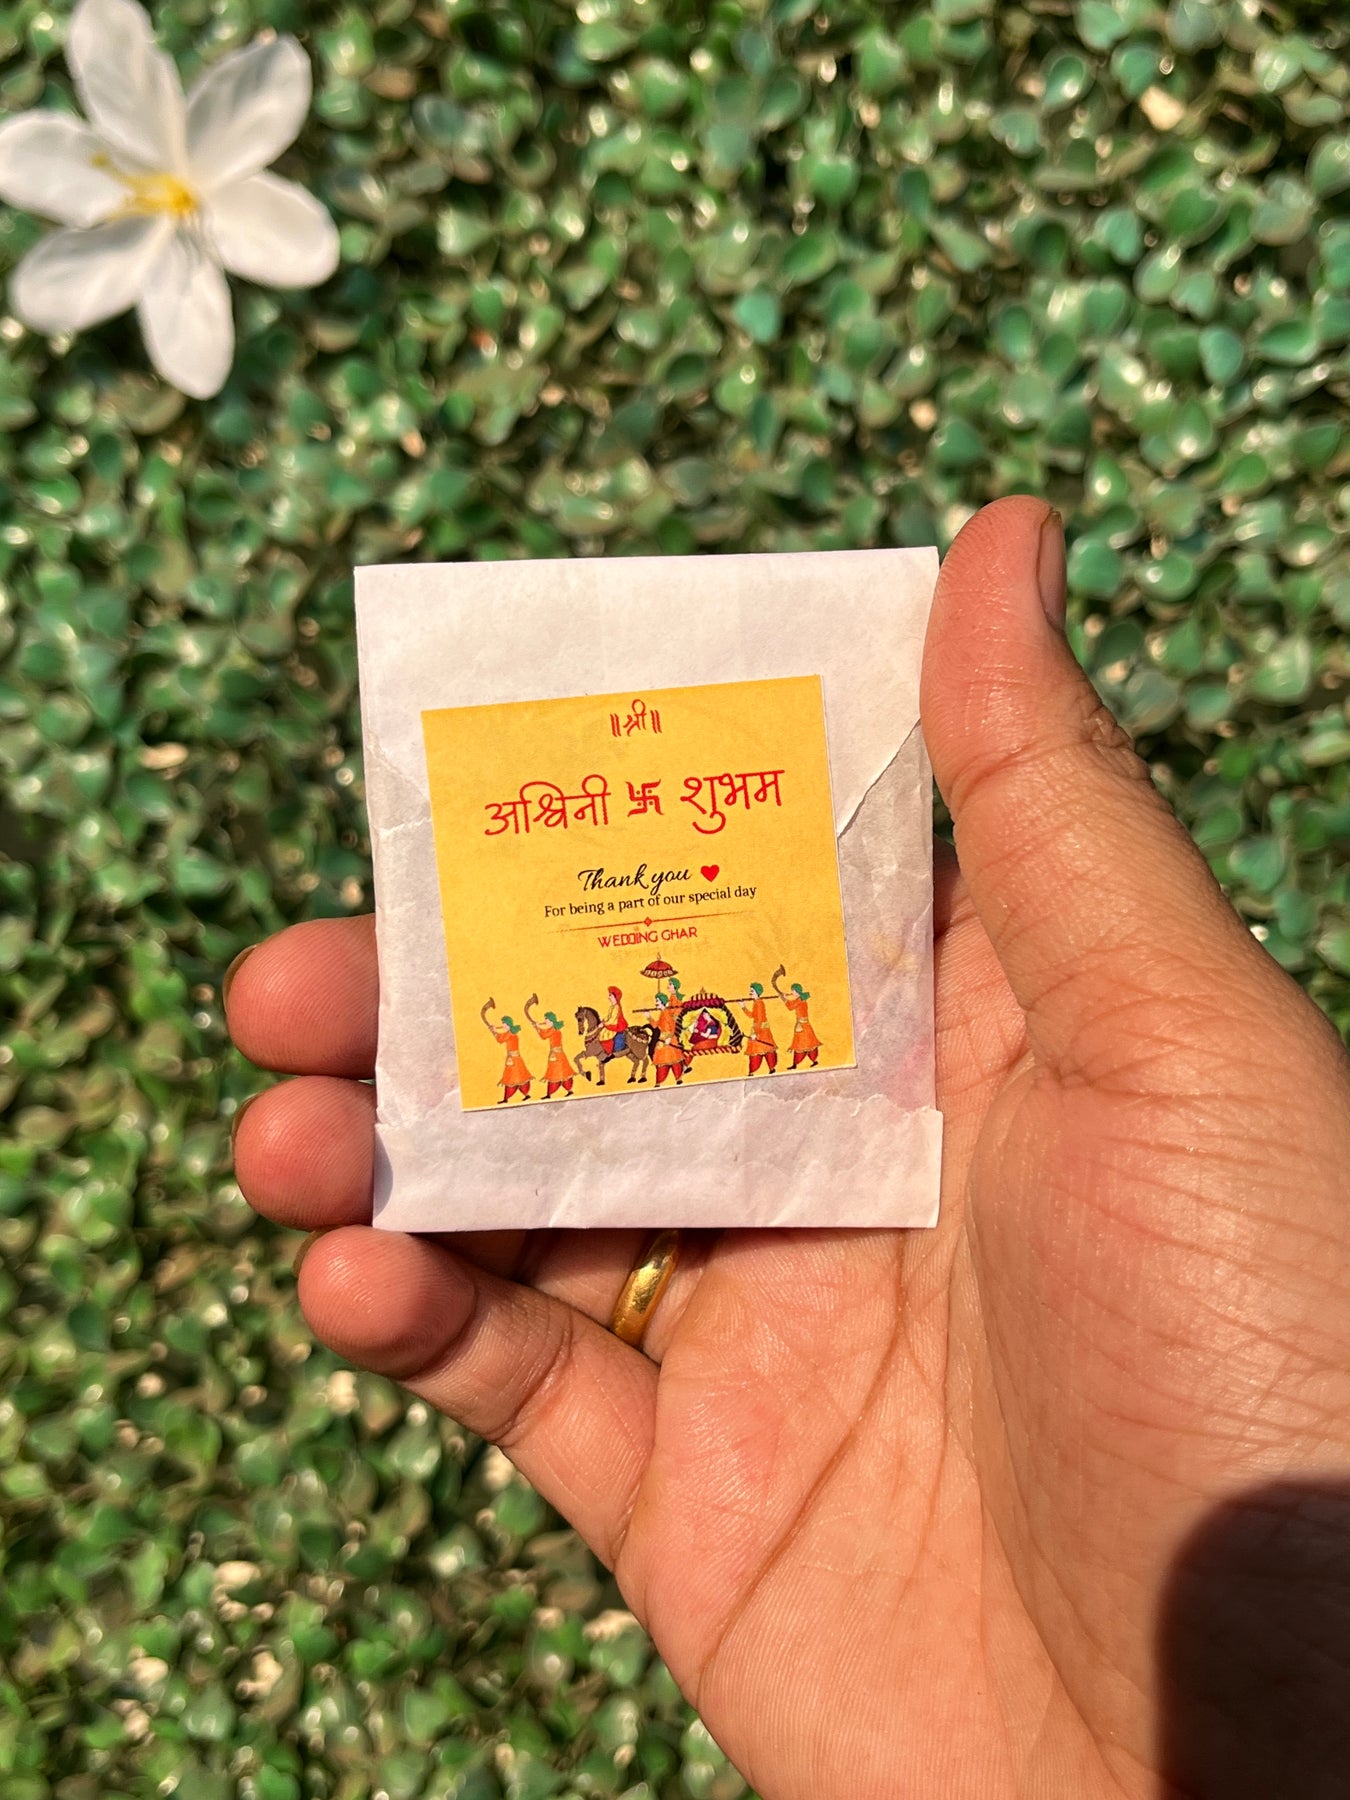 ॥श्री॥
अश्विनी 卐 शुभम
Thank you ❤
For being a part of our special day
WEDDING GHAR